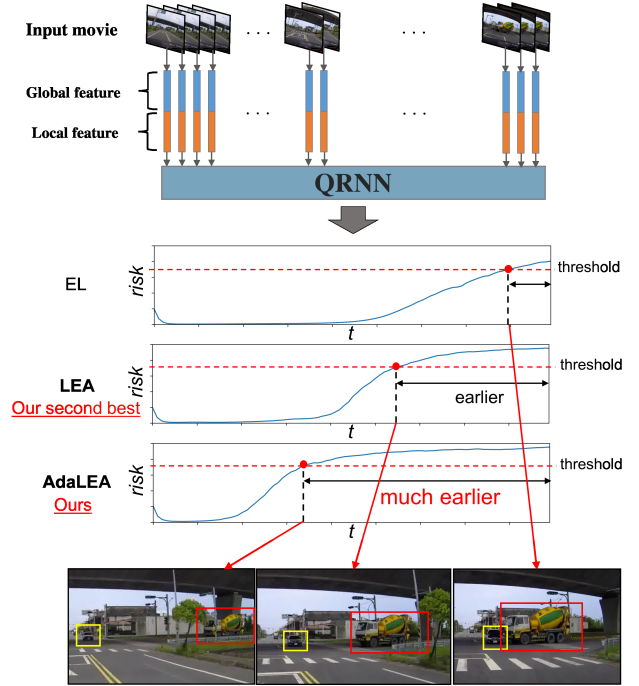 Input movie
. . .
. . .
Global feature
Local feature
. . .
. . .
QRNN
EL
risk
threshold
t
LEA
Our second best
risk
threshold
earlier
t
AdaLEA
Ours
risk
threshold
much earlier
t